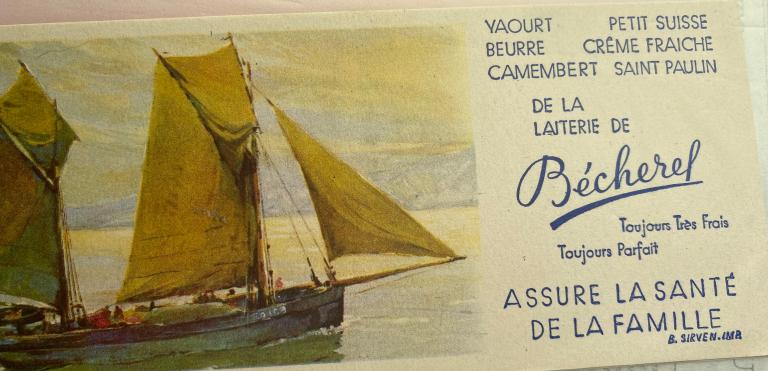 YAOURT PETIT SUISSE
BEURRE CRÊME FRAICHE
CAMEMBERT SAINT PAULIN
DE LA
LAITERIE DE
Bécherel
Toujours Très Frais
Toujours Parfait
ASSURE LA SANTÉ
DE LA FAMILLE
B. SIRVEN.IMP.